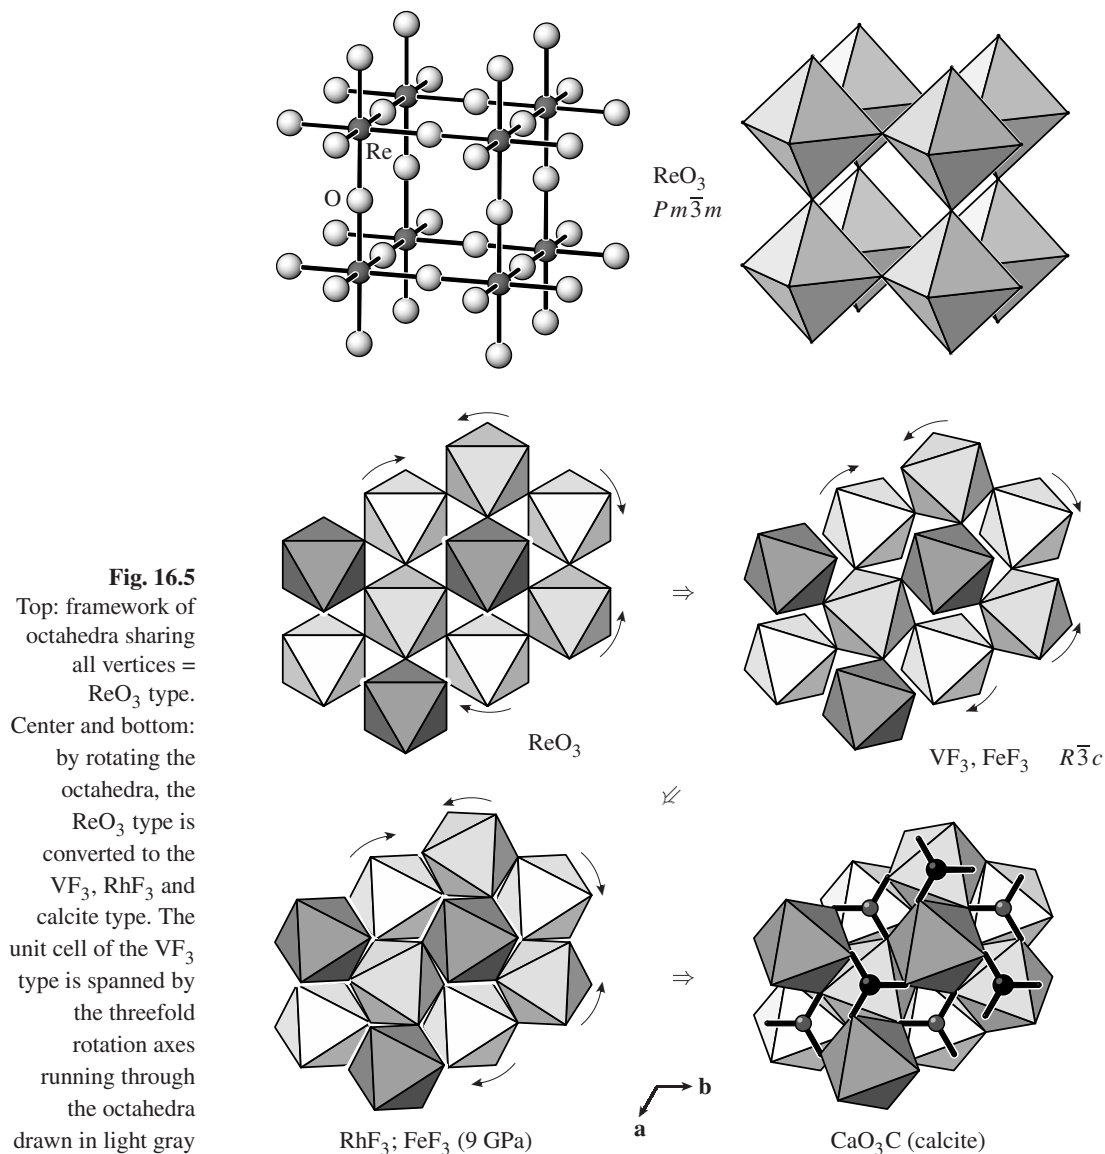 Re
O
ReO3
Pm3̅m
Fig. 16.5
Top: framework of
octahedra sharing
all vertices =
ReO3 type.
Center and bottom:
by rotating the
octahedra, the
ReO3 type is
converted to the
VF3, RhF3 and
calcite type. The
unit cell of the VF3
type is spanned by
the threefold
rotation axes
running through
the octahedra
drawn in light gray
⇒
ReO3
VF3, FeF3 R3̅c
⇙
⇒
b
a
RhF3; FeF3 (9 GPa)
CaO3C (calcite)